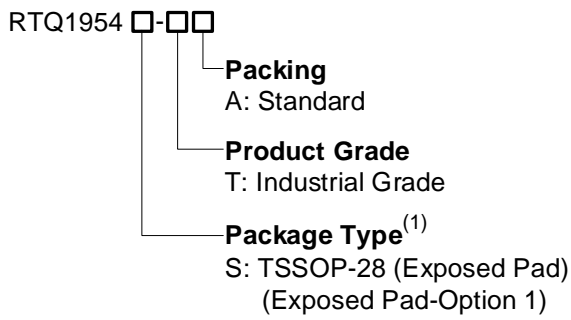 RTQ1954 □-□□
Packing
A: Standard
Product Grade
T: Industrial Grade
Package Type(1)
S: TSSOP-28 (Exposed Pad)
(Exposed Pad-Option 1)